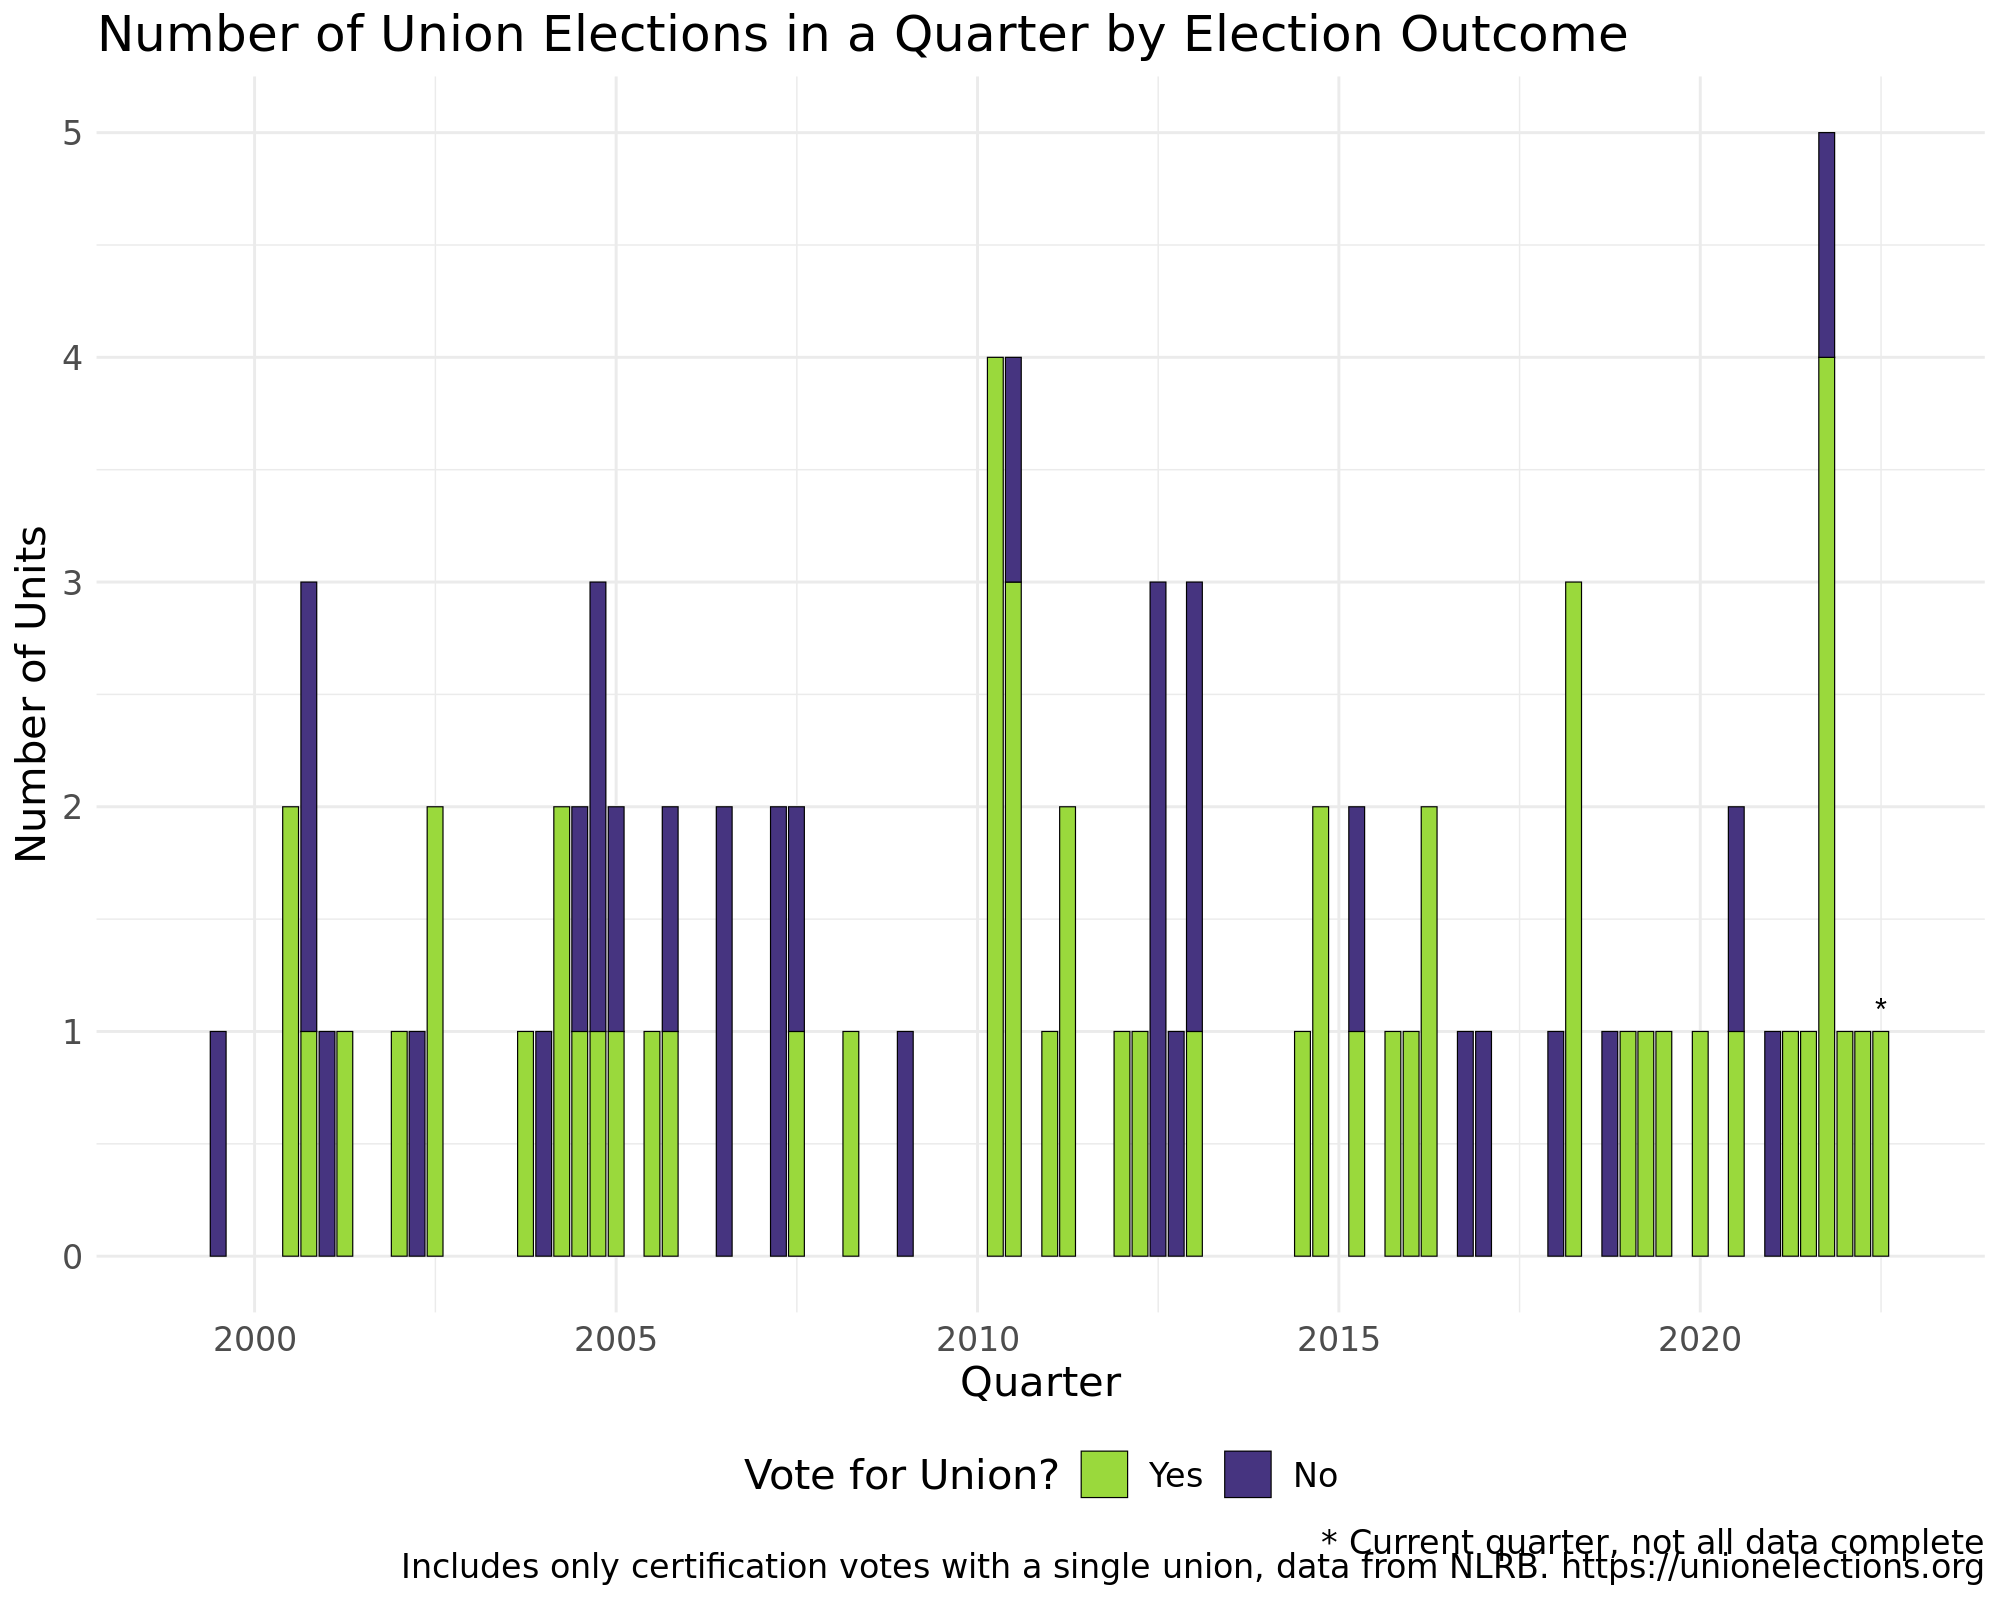 Number of Union Elections in a Quarter by Election Outcome
5
4
3
2
1
0
*
Number of Units
2000 2005 2010 2015 2020
Quarter
Vote for Union? Yes No
* Current quarter, not all data complete
Includes only certification votes with a single union, data from NLRB. https://unionelections.org